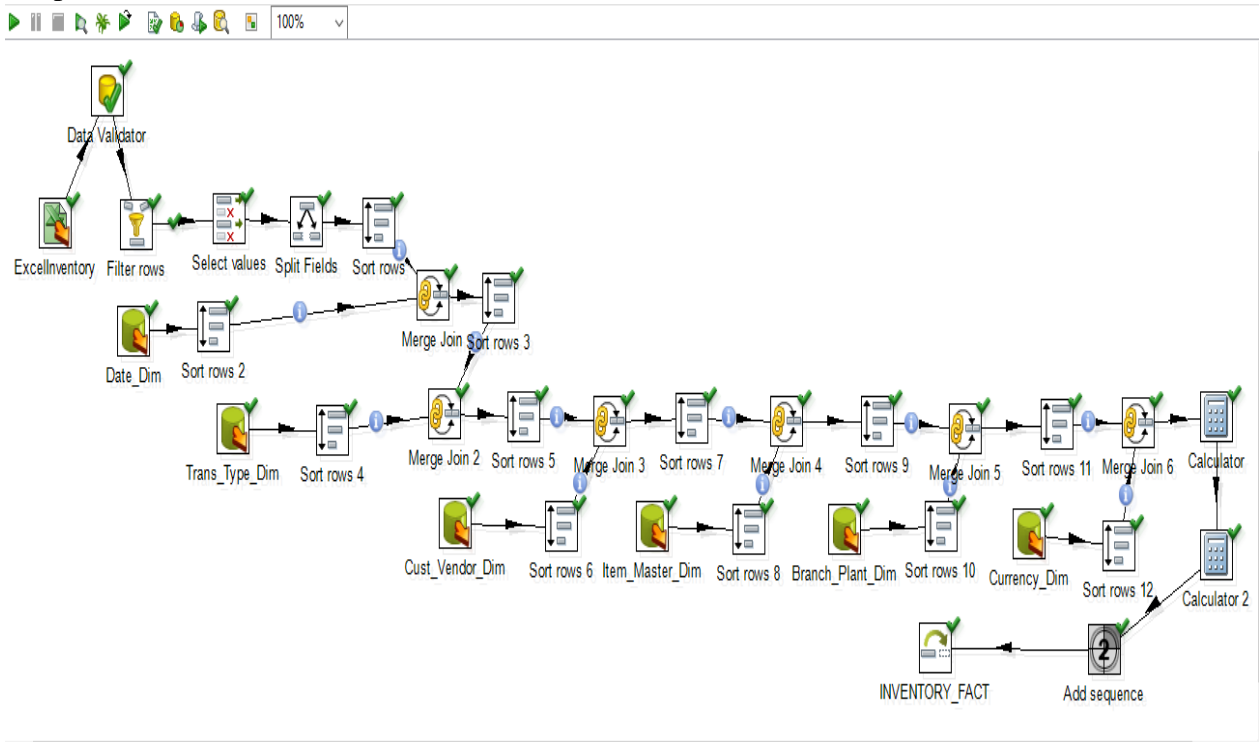 100%
Data Validator
ExcelInventory
Filter rows
Select values
Split Fields
Sort rows
Merge Join
Sort rows 3
Date_Dim
Sort rows 2
Trans_Type_Dim
Sort rows 4
Merge Join 2
Sort rows 5
Merge Join 3
Sort rows 7
Merge Join 4
Sort rows 9
Merge Join 5
Sort rows 11
Merge Join 6
Calculator
Cust_Vendor_Dim
Sort rows 6
Item_Master_Dim
Sort rows 8
Branch_Plant_Dim
Sort rows 10
Currency_Dim
Sort rows 12
Calculator 2
INVENTORY_FACT
2
Add sequence